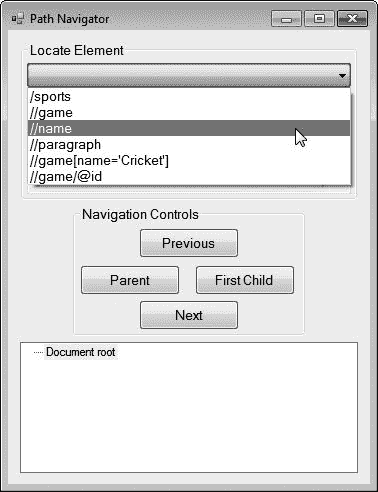 Path Navigator
Locate Element
/sports
//game
//name
//paragraph
//game[name='Cricket']
//game/@id
Navigation Controls
Previous
Parent First Child
Next
Document root